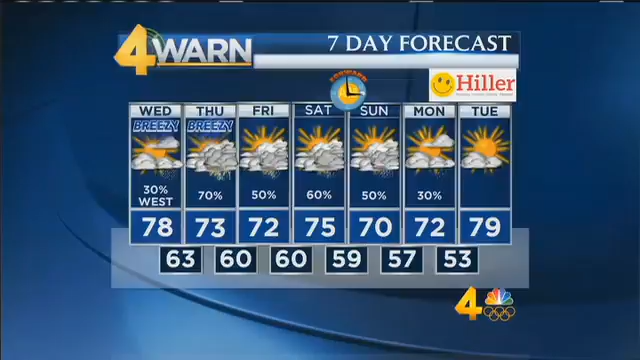 4WARN
7 DAY FORECAST
FORWARD
Hiller
WED THU FRI SAT SUN MON TUE
BREEZY BREEZY
30% 70% 50% 60% 50% 30%
WEST
78 73 72 75 70 72 79
63 60 60 59 57 53
4